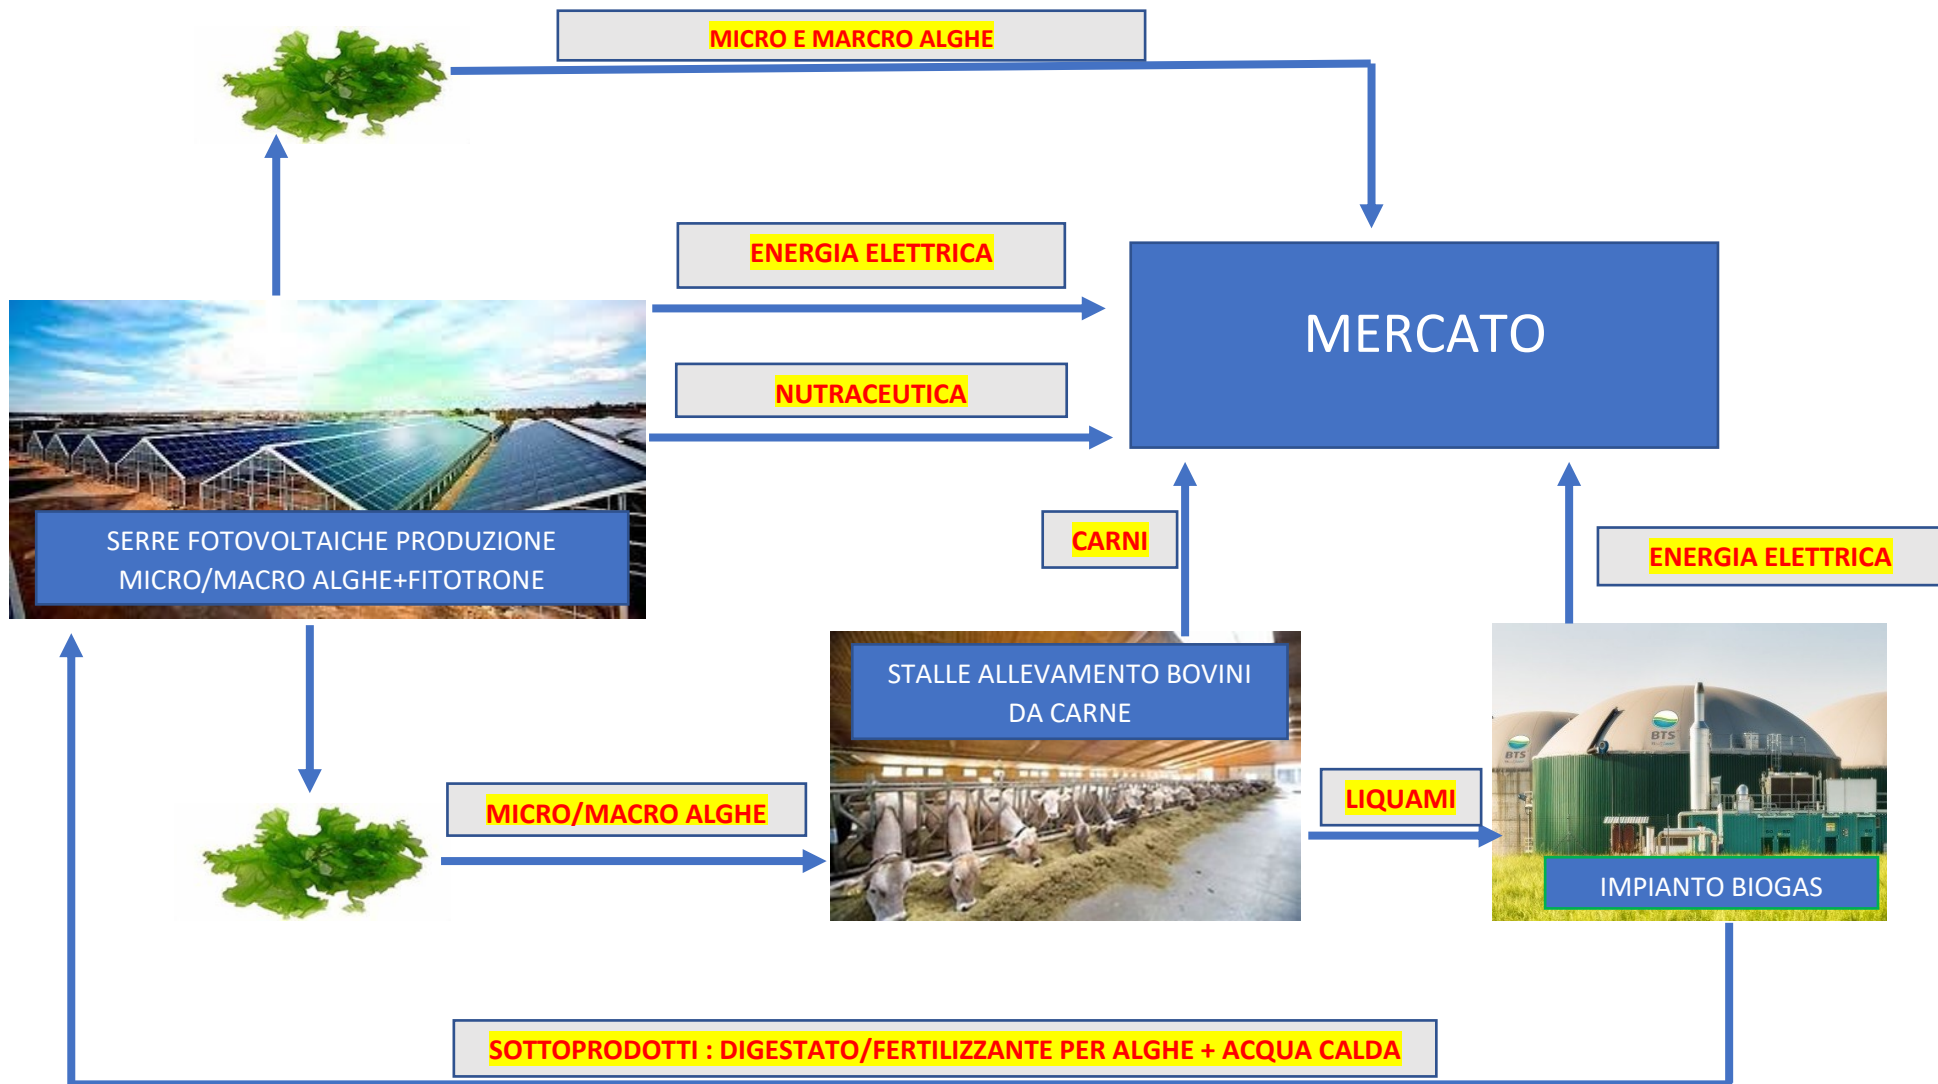 MICRO E MARCRO ALGHE
ENERGIA ELETTRICA
MERCATO
NUTRACEUTICA
SERRE FOTOVOLTAICHE PRODUZIONE
MICRO/MACRO ALGHE+FITOTRONE
CARNI
ENERGIA ELETTRICA
STALLE ALLEVAMENTO BOVINI
DA CARNE
BTS
BTS
MICRO/MACRO ALGHE
LIQUAMI
IMPIANTO BIOGAS
SOTTOPRODOTTI : DIGESTATO/FERTILIZZANTE PER ALGHE + ACQUA CALDA